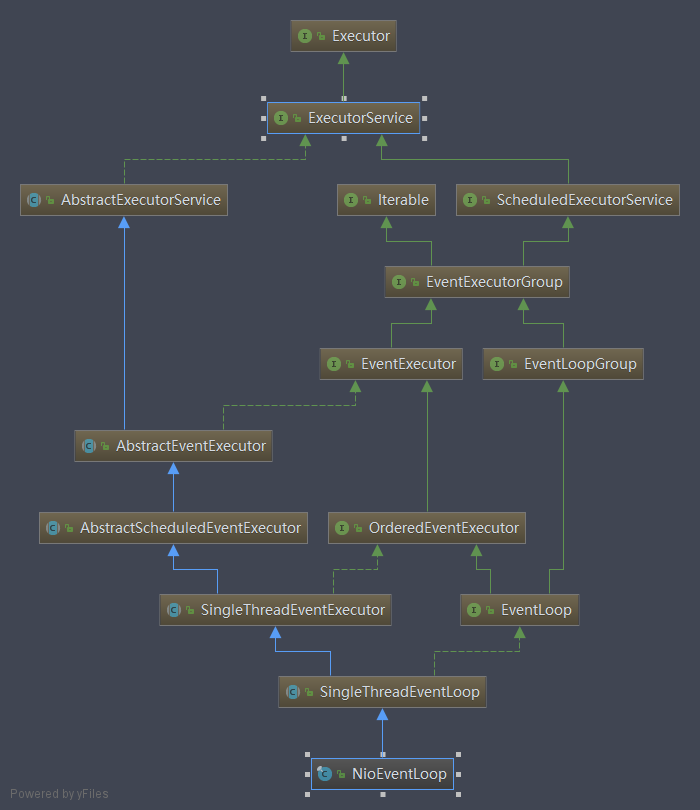 Executor
ExecutorService
AbstractExecutorService
Iterable
ScheduledExecutorService
EventExecutorGroup
EventExecutor
EventLoopGroup
AbstractEventExecutor
AbstractScheduledEventExecutor
OrderedEventExecutor
SingleThreadEventExecutor
EventLoop
SingleThreadEventLoop
NioEventLoop
Powered by yFiles